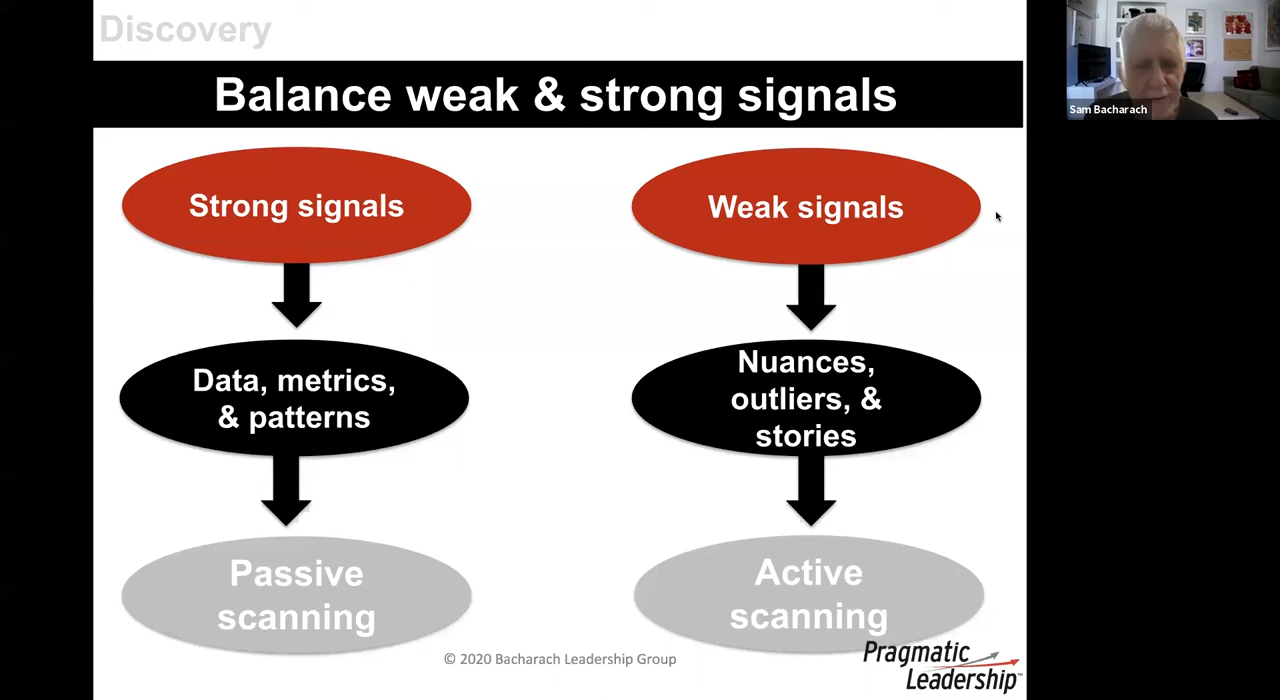 Discovery
Balance weak & strong signals
Sam Bacharach
Strong signals
Weak signals
Data, metrics,
& patterns
Nuances,
outliers, &
stories
Passive
scanning
Active
scanning
© 2020 Bacharach Leadership Group
Pragmatic
Leadership™